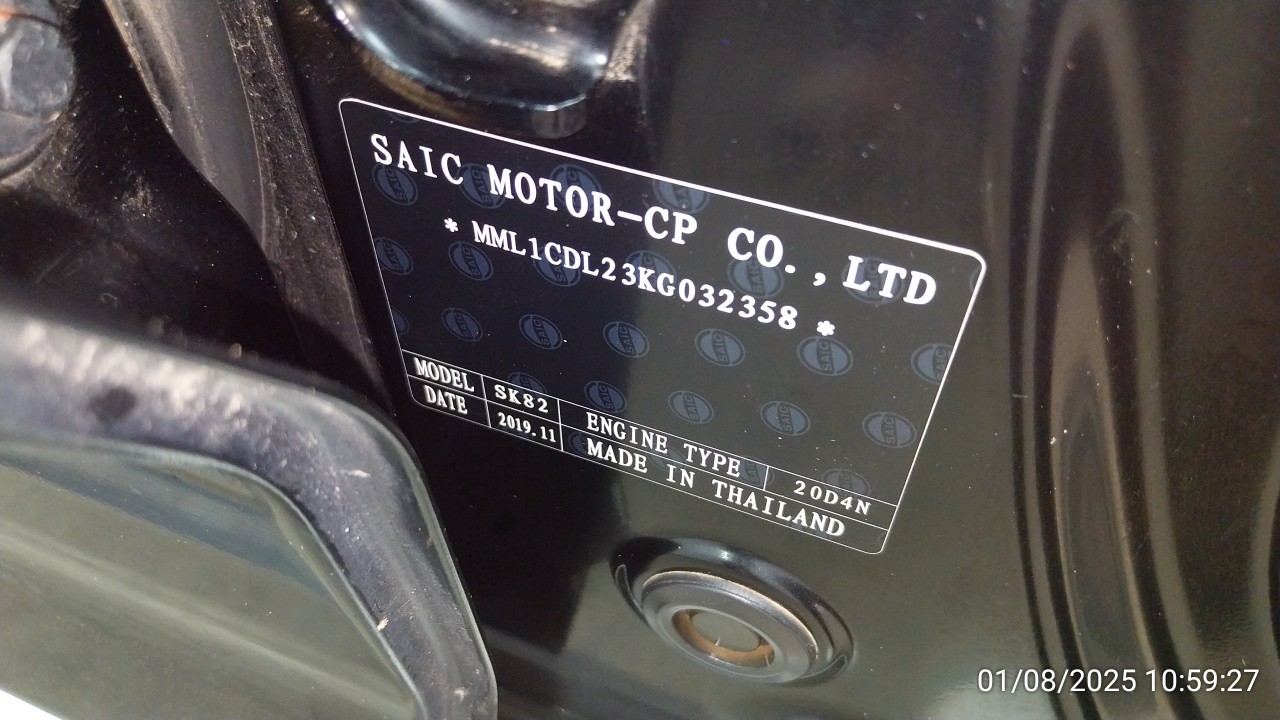 SAIC MOTOR-CP CO.,LTD
* MML1CDL23KG032358 *
MODEL SK82 ENGINE TYPE 20D4N
DATE 2019.11 MADE IN THAILAND
01/08/2025 10:59:27